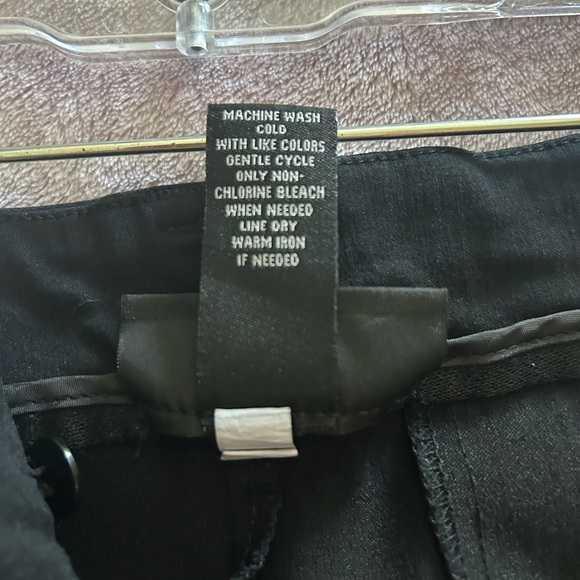 MACHINE WASH
COLD
WITH LIKE COLORS
GENTLE CYCLE
ONLY NON-
CHLORINE BLEACH
WHEN NEEDED
LINE DRY
WARM IRON
IF NEEDED